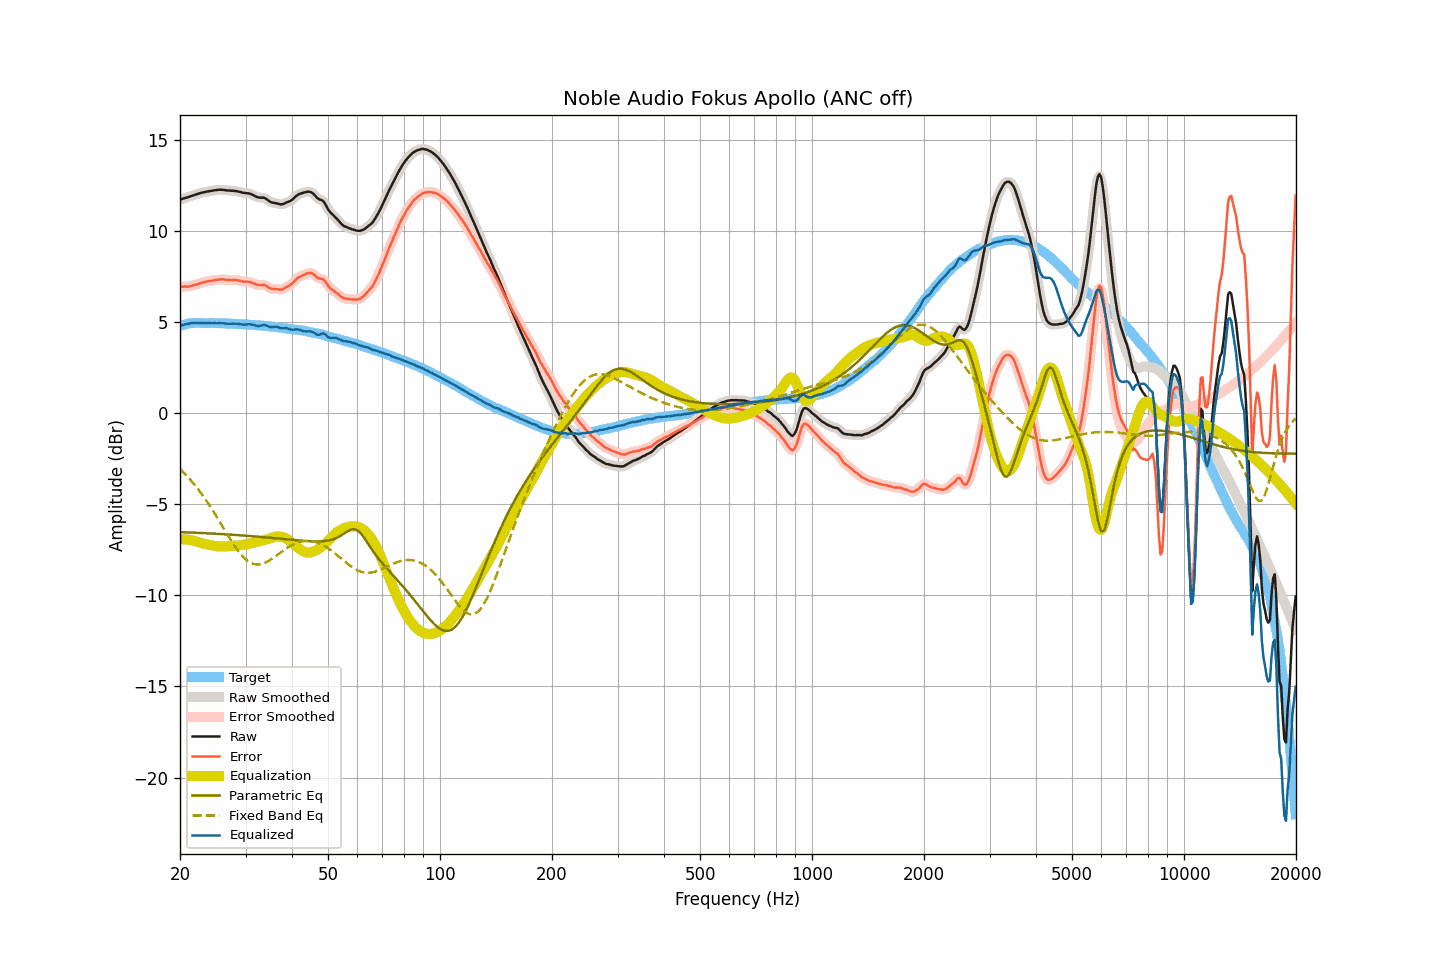 Noble Audio Fokus Apollo (ANC off)
15
10
5
0
−5
−10
−15
−20
Amplitude (dBr)
Target
Raw Smoothed
Error Smoothed
Raw
Error
Equalization
Parametric Eq
Fixed Band Eq
Equalized
20 50 100 200 500 1000 2000 5000 10000 20000
Frequency (Hz)